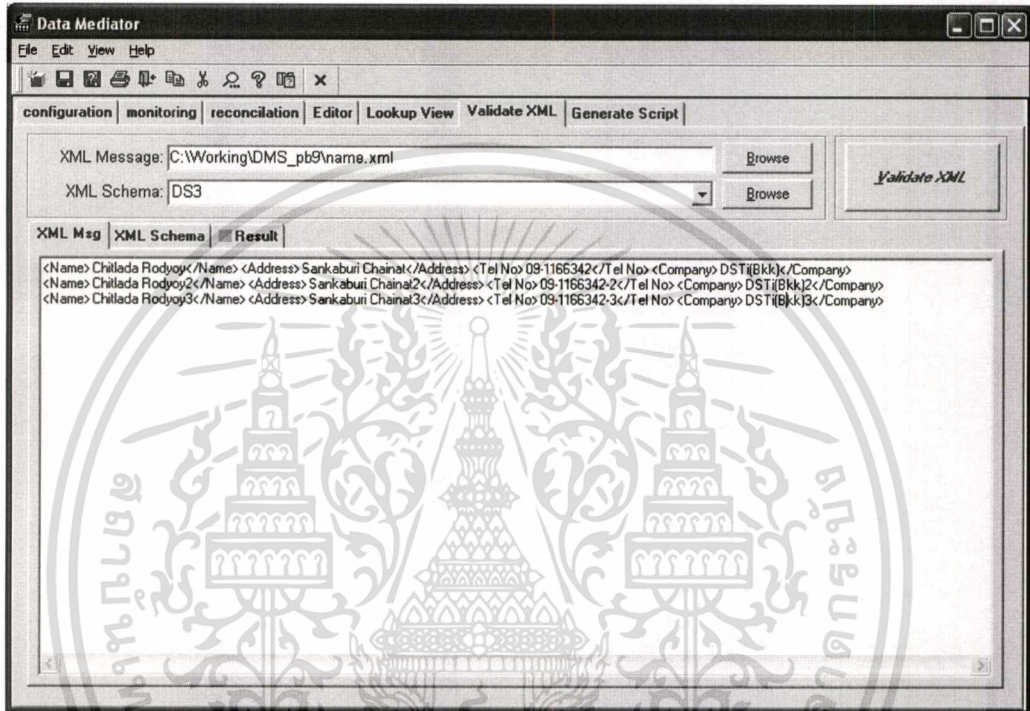 Data Mediator
File Edit View Help
configuration monitoring reconcilation Editor Lookup View Validate XML Generate Script
XML Message: C:\Working\DMS_pb9\name.xml Browse
XML Schema: DS3 Browse
Validate XML
XML Msg XML Schema Result
<Name> Chitlada Rodyoy</Name> <Address> Sankaburi Chainat</Address> <Tel No> 09-1166342</Tel No> <Company> DSTi(Bkk)</Company>
<Name> Chitlada Rodyoy2</Name> <Address> Sankaburi Chainat2</Address> <Tel No> 09-1166342-2</Tel No> <Company> DSTi(Bkk)2</Company>
<Name> Chitlada Rodyoy3</Name> <Address> Sankaburi Chainat3</Address> <Tel No> 09-1166342-3</Tel No> <Company> DSTi(Bkk)3</Company>